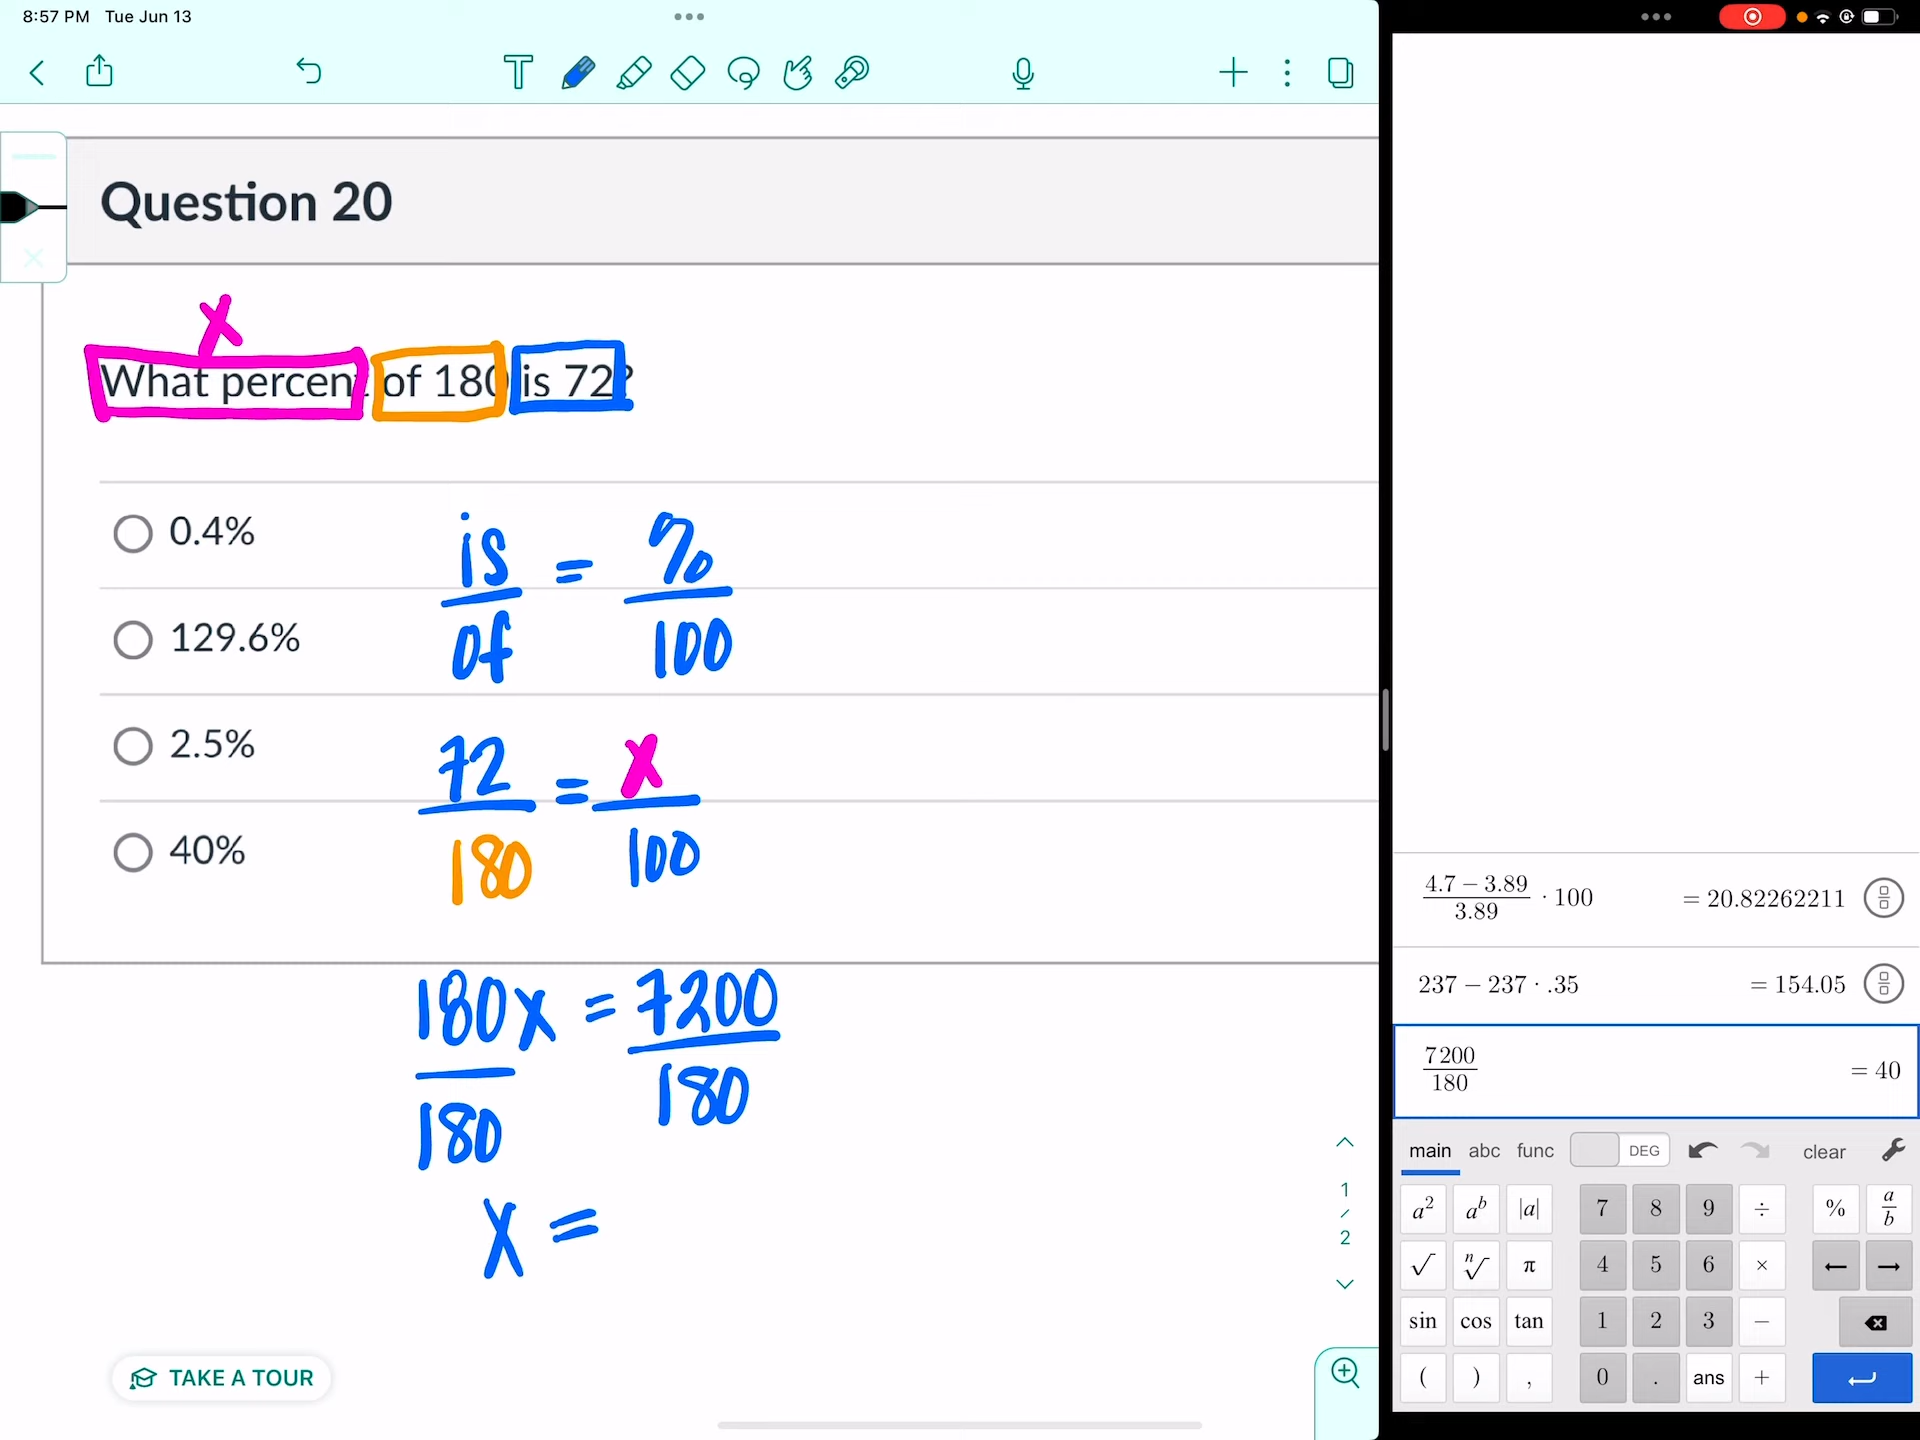 8:57 PM Tue Jun 13
T
Question 20
X
What percent of 180 is 72?
0.4%
129.6%
2.5%
40%
is = %
of 100
72 = X
180 100
180x = 7200
180 180
X =
1
/
2
TAKE A TOUR
4.7 − 3.89
3.89
· 100 = 20.82262211
237 − 237 · .35 = 154.05
7200
180
= 40
main abc func DEG clear
a² aᵇ |a| 7 8 9 ÷ % a/b
√ ⁿ√ π 4 5 6 × ← →
sin cos tan 1 2 3 −
( ) , 0 . ans +